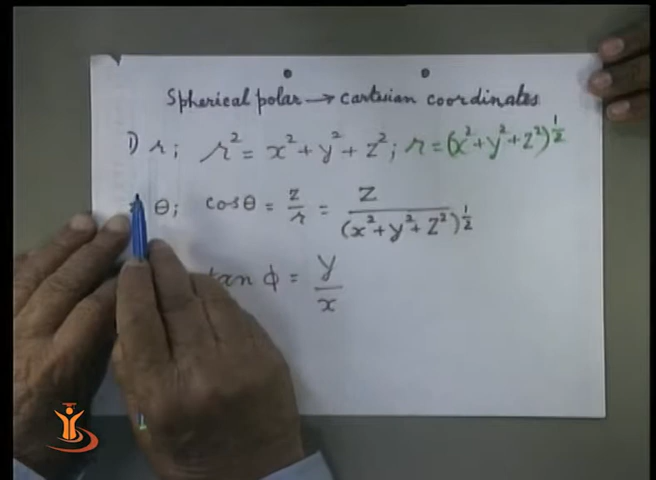 Spherical polar → cartesian coordinates
1) r; r² = x² + y² + z²; r = (x² + y² + z²)^½
θ; cosθ = z/r = z/(x² + y² + z²)^½
tan φ = y/x